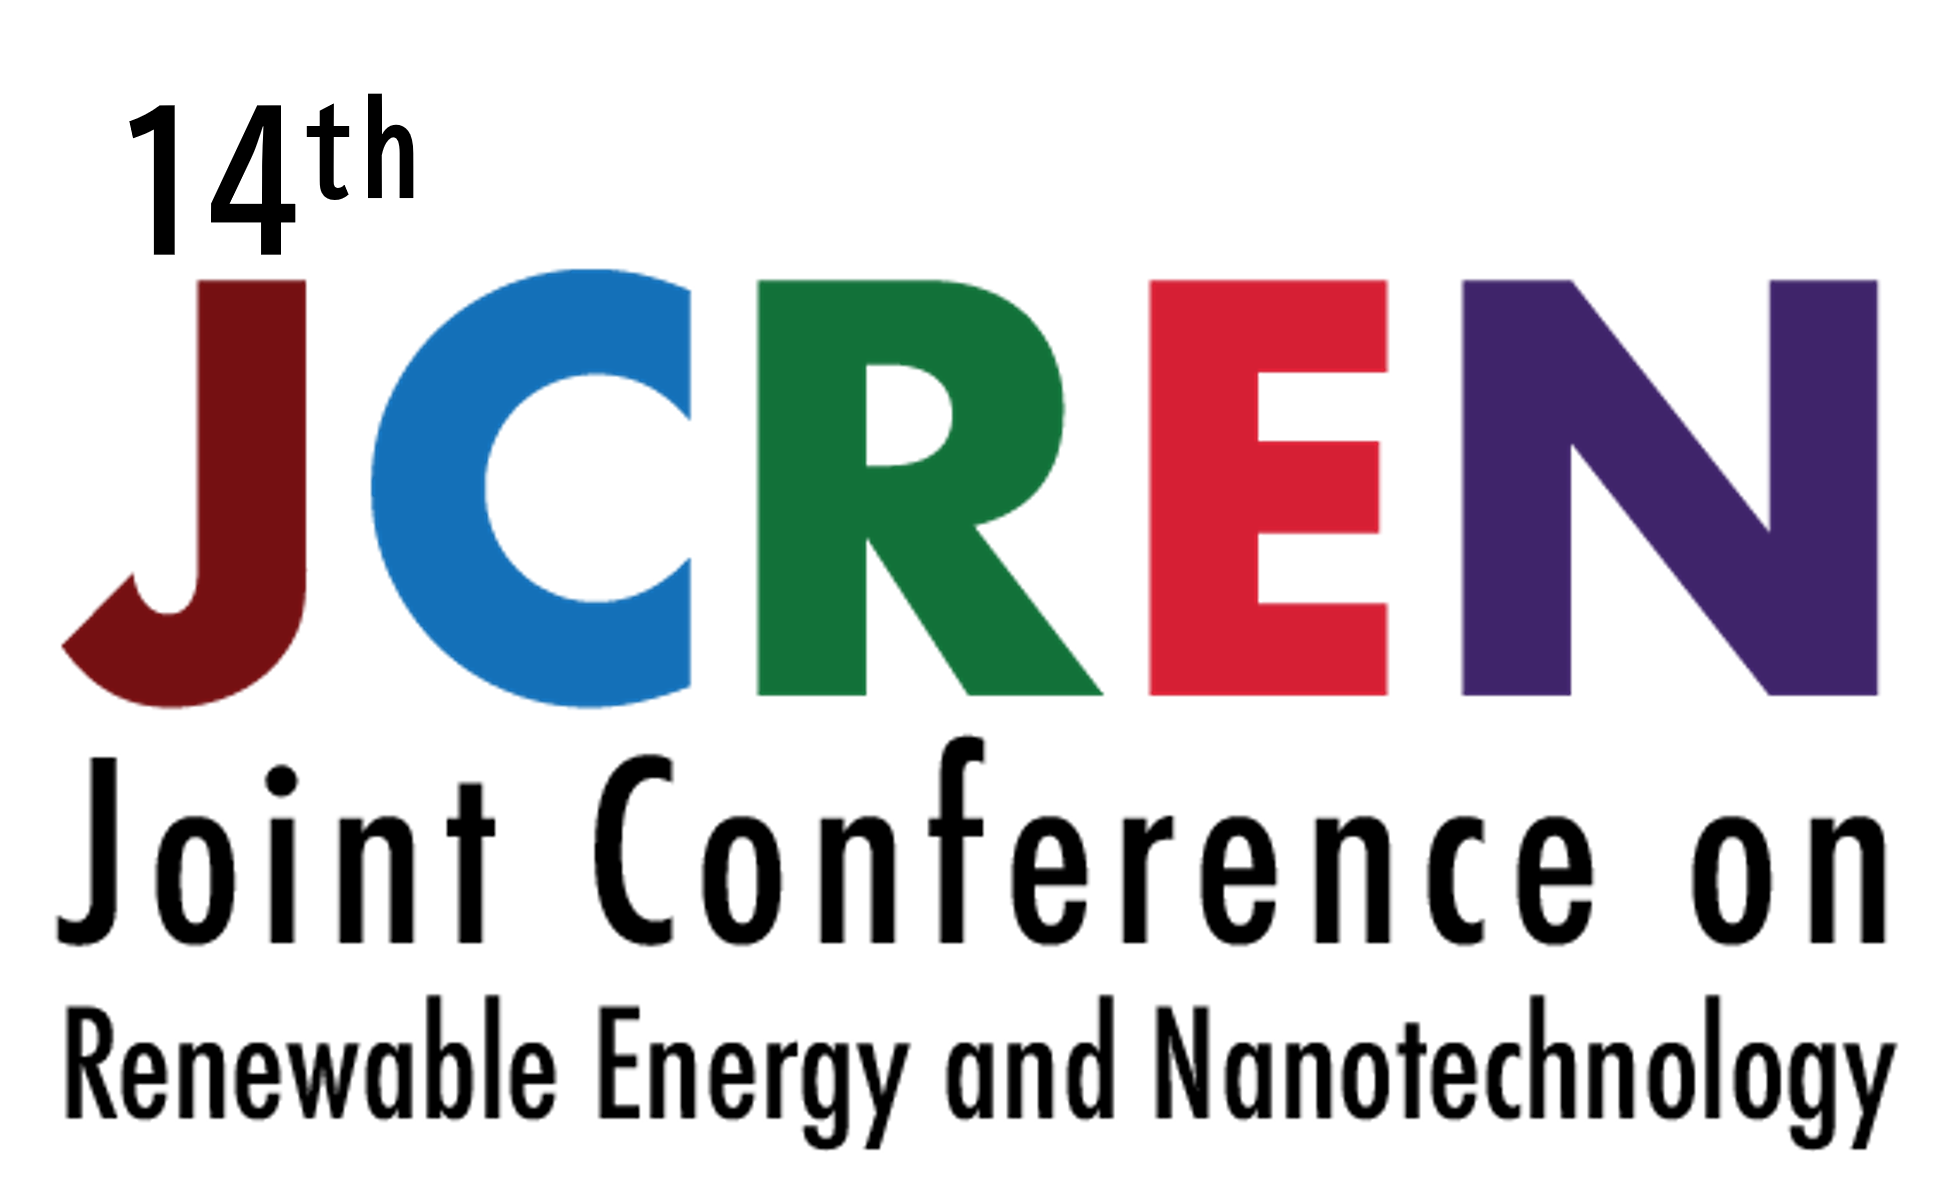 14th
JCREN
Joint Conference on
Renewable Energy and Nanotechnology